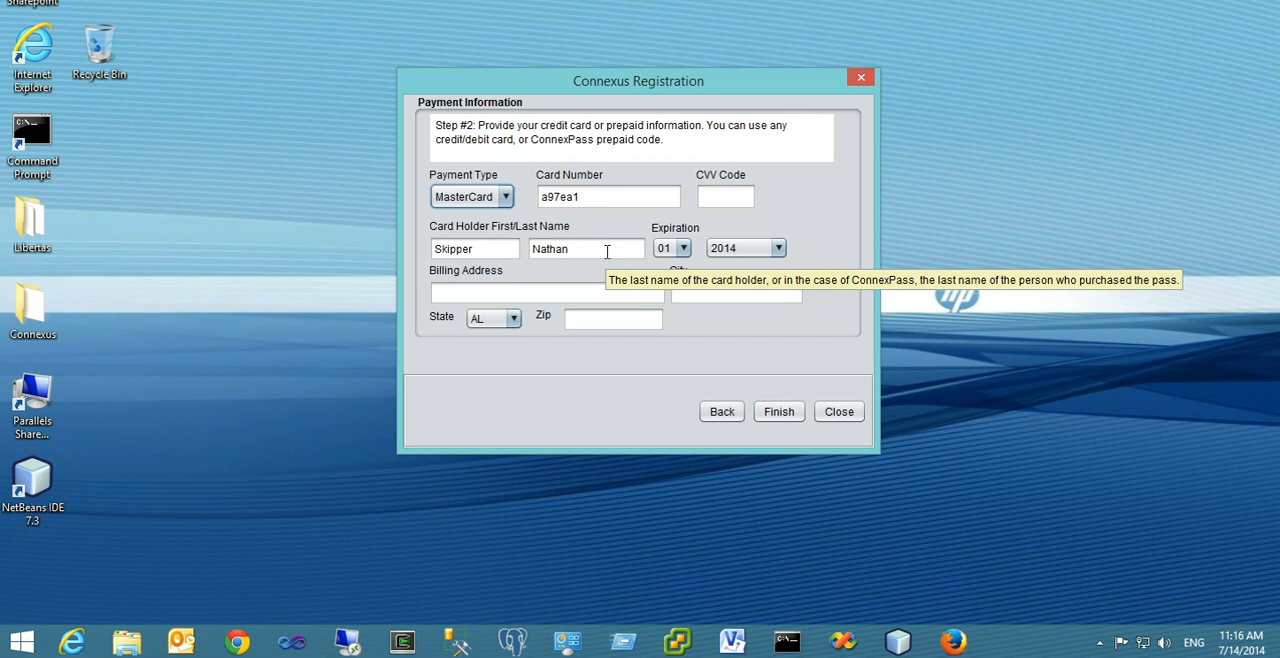 Sharepoint
Internet
Explorer
Recycle Bin
Command
Prompt
Libertas
Connexus
Parallels
Share...
NetBeans IDE
7.3
Connexus Registration
Payment Information
Step #2: Provide your credit card or prepaid information. You can use any
credit/debit card, or ConnexPass prepaid code.
Payment Type Card Number CVV Code
MasterCard a97ea1
Card Holder First/Last Name Expiration
Skipper Nathan 01 2014
Billing Address
The last name of the card holder, or in the case of ConnexPass, the last name of the person who purchased the pass.
State AL Zip
Back Finish Close
hp
ENG
11:16 AM
7/14/2014